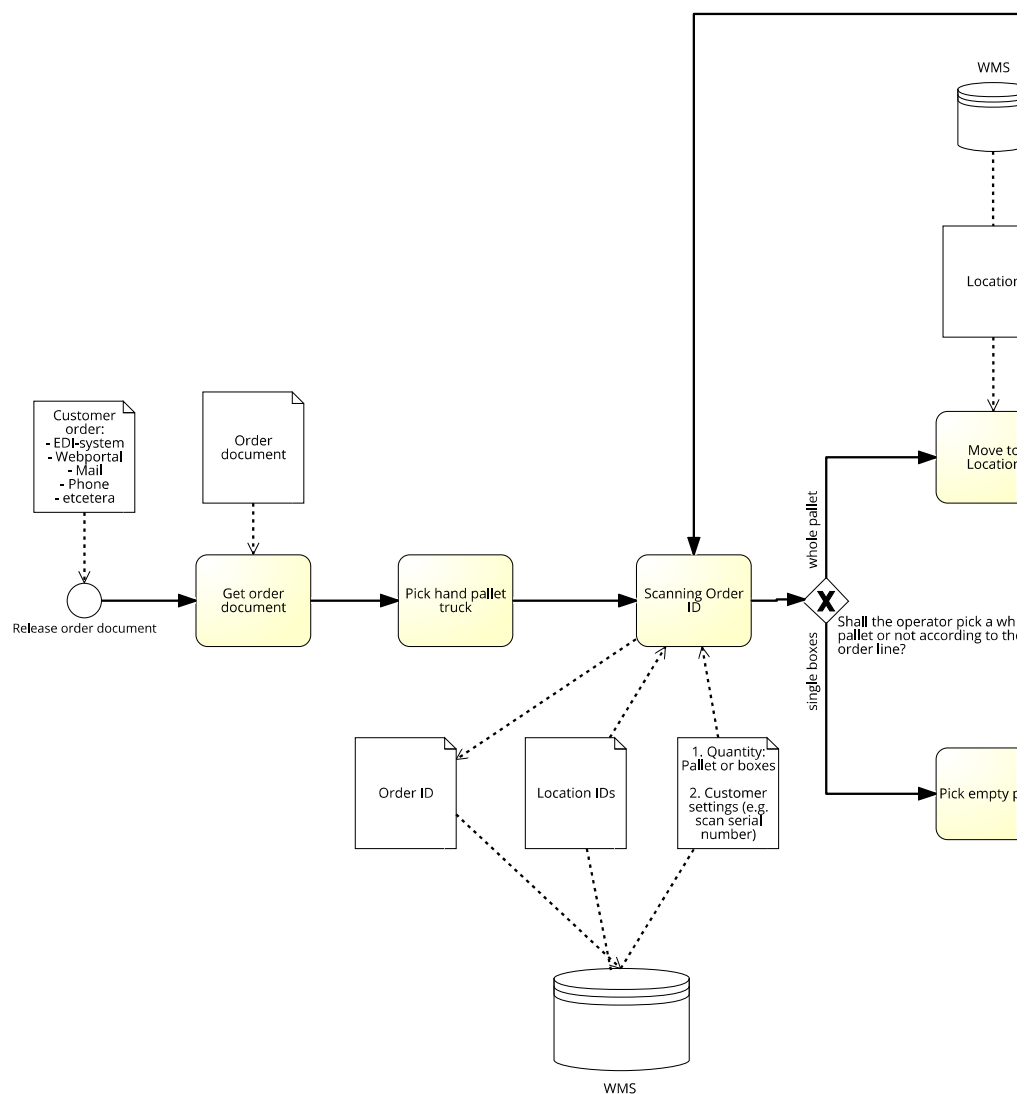 WMS
Location
Customer
order:
- EDI-system
- Webportal
- Mail
- Phone
- etcetera
Order
document
Move to
Location
whole pallet
Get order
document
Pick hand pallet
truck
Scanning Order
ID
X
Release order document
Shall the operator pick a wh
pallet or not according to the
order line?
single boxes
Order ID
Location IDs
1. Quantity:
Pallet or boxes
2. Customer
settings (e.g.
scan serial
number)
Pick empty p
WMS